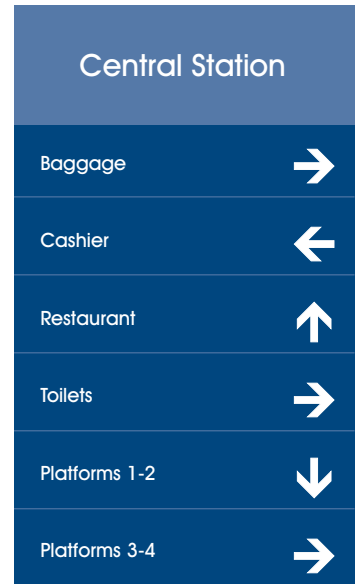 Central Station
Baggage
Cashier
Restaurant
Toilets
Platforms 1-2
Platforms 3-4